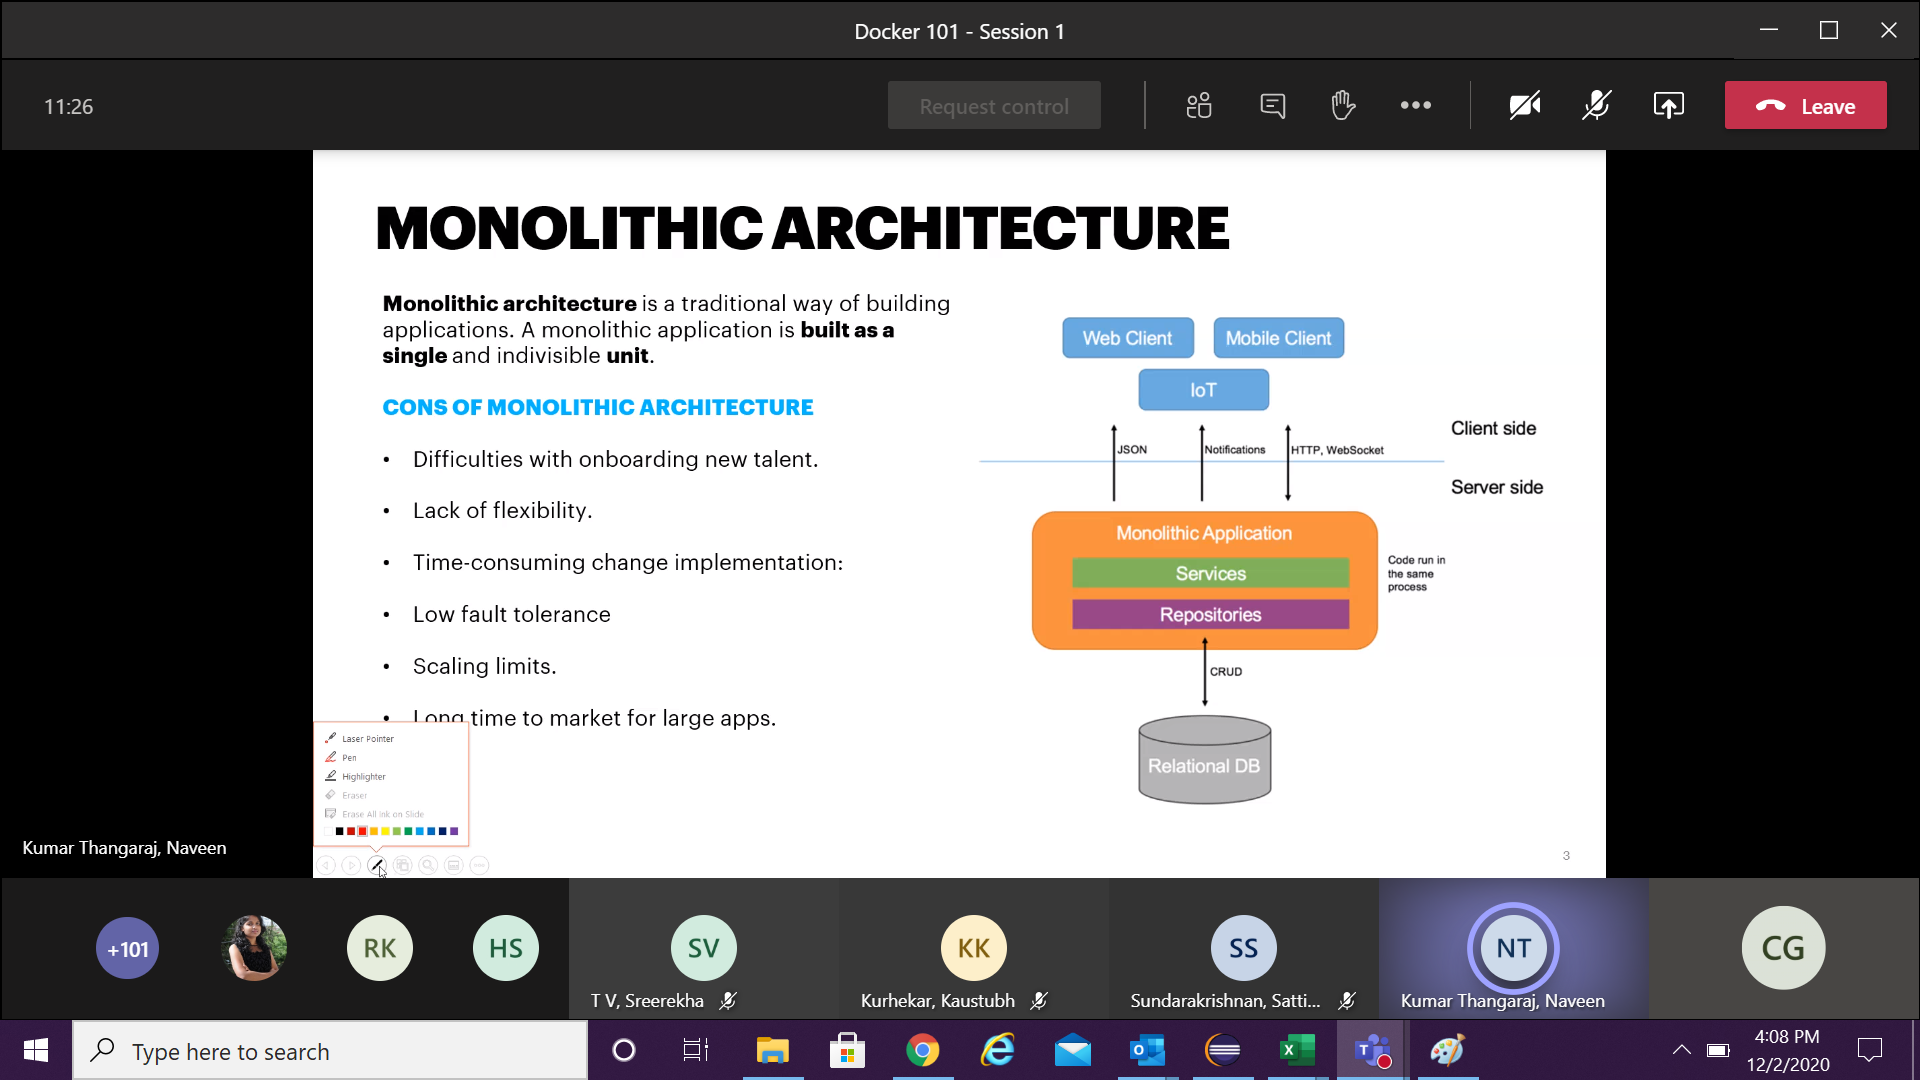 Docker 101 - Session 1
11:26
Request control
Leave
MONOLITHIC ARCHITECTURE
Monolithic architecture is a traditional way of building
applications. A monolithic application is built as a
single and indivisible unit.
CONS OF MONOLITHIC ARCHITECTURE
• Difficulties with onboarding new talent.
• Lack of flexibility.
• Time-consuming change implementation:
• Low fault tolerance
• Scaling limits.
• Long time to market for large apps.
Web Client
Mobile Client
IoT
JSON
Notifications
HTTP, WebSocket
Client side
Server side
Monolithic Application
Services
Repositories
Code run in
the same
process
CRUD
Relational DB
3
Laser Pointer
Pen
Highlighter
Eraser
Erase All Ink on Slide
Kumar Thangaraj, Naveen
+101
RK
HS
SV
T V, Sreerekha
KK
Kurhekar, Kaustubh
SS
Sundarakrishnan, Satti...
NT
Kumar Thangaraj, Naveen
CG
Type here to search
4:08 PM
12/2/2020